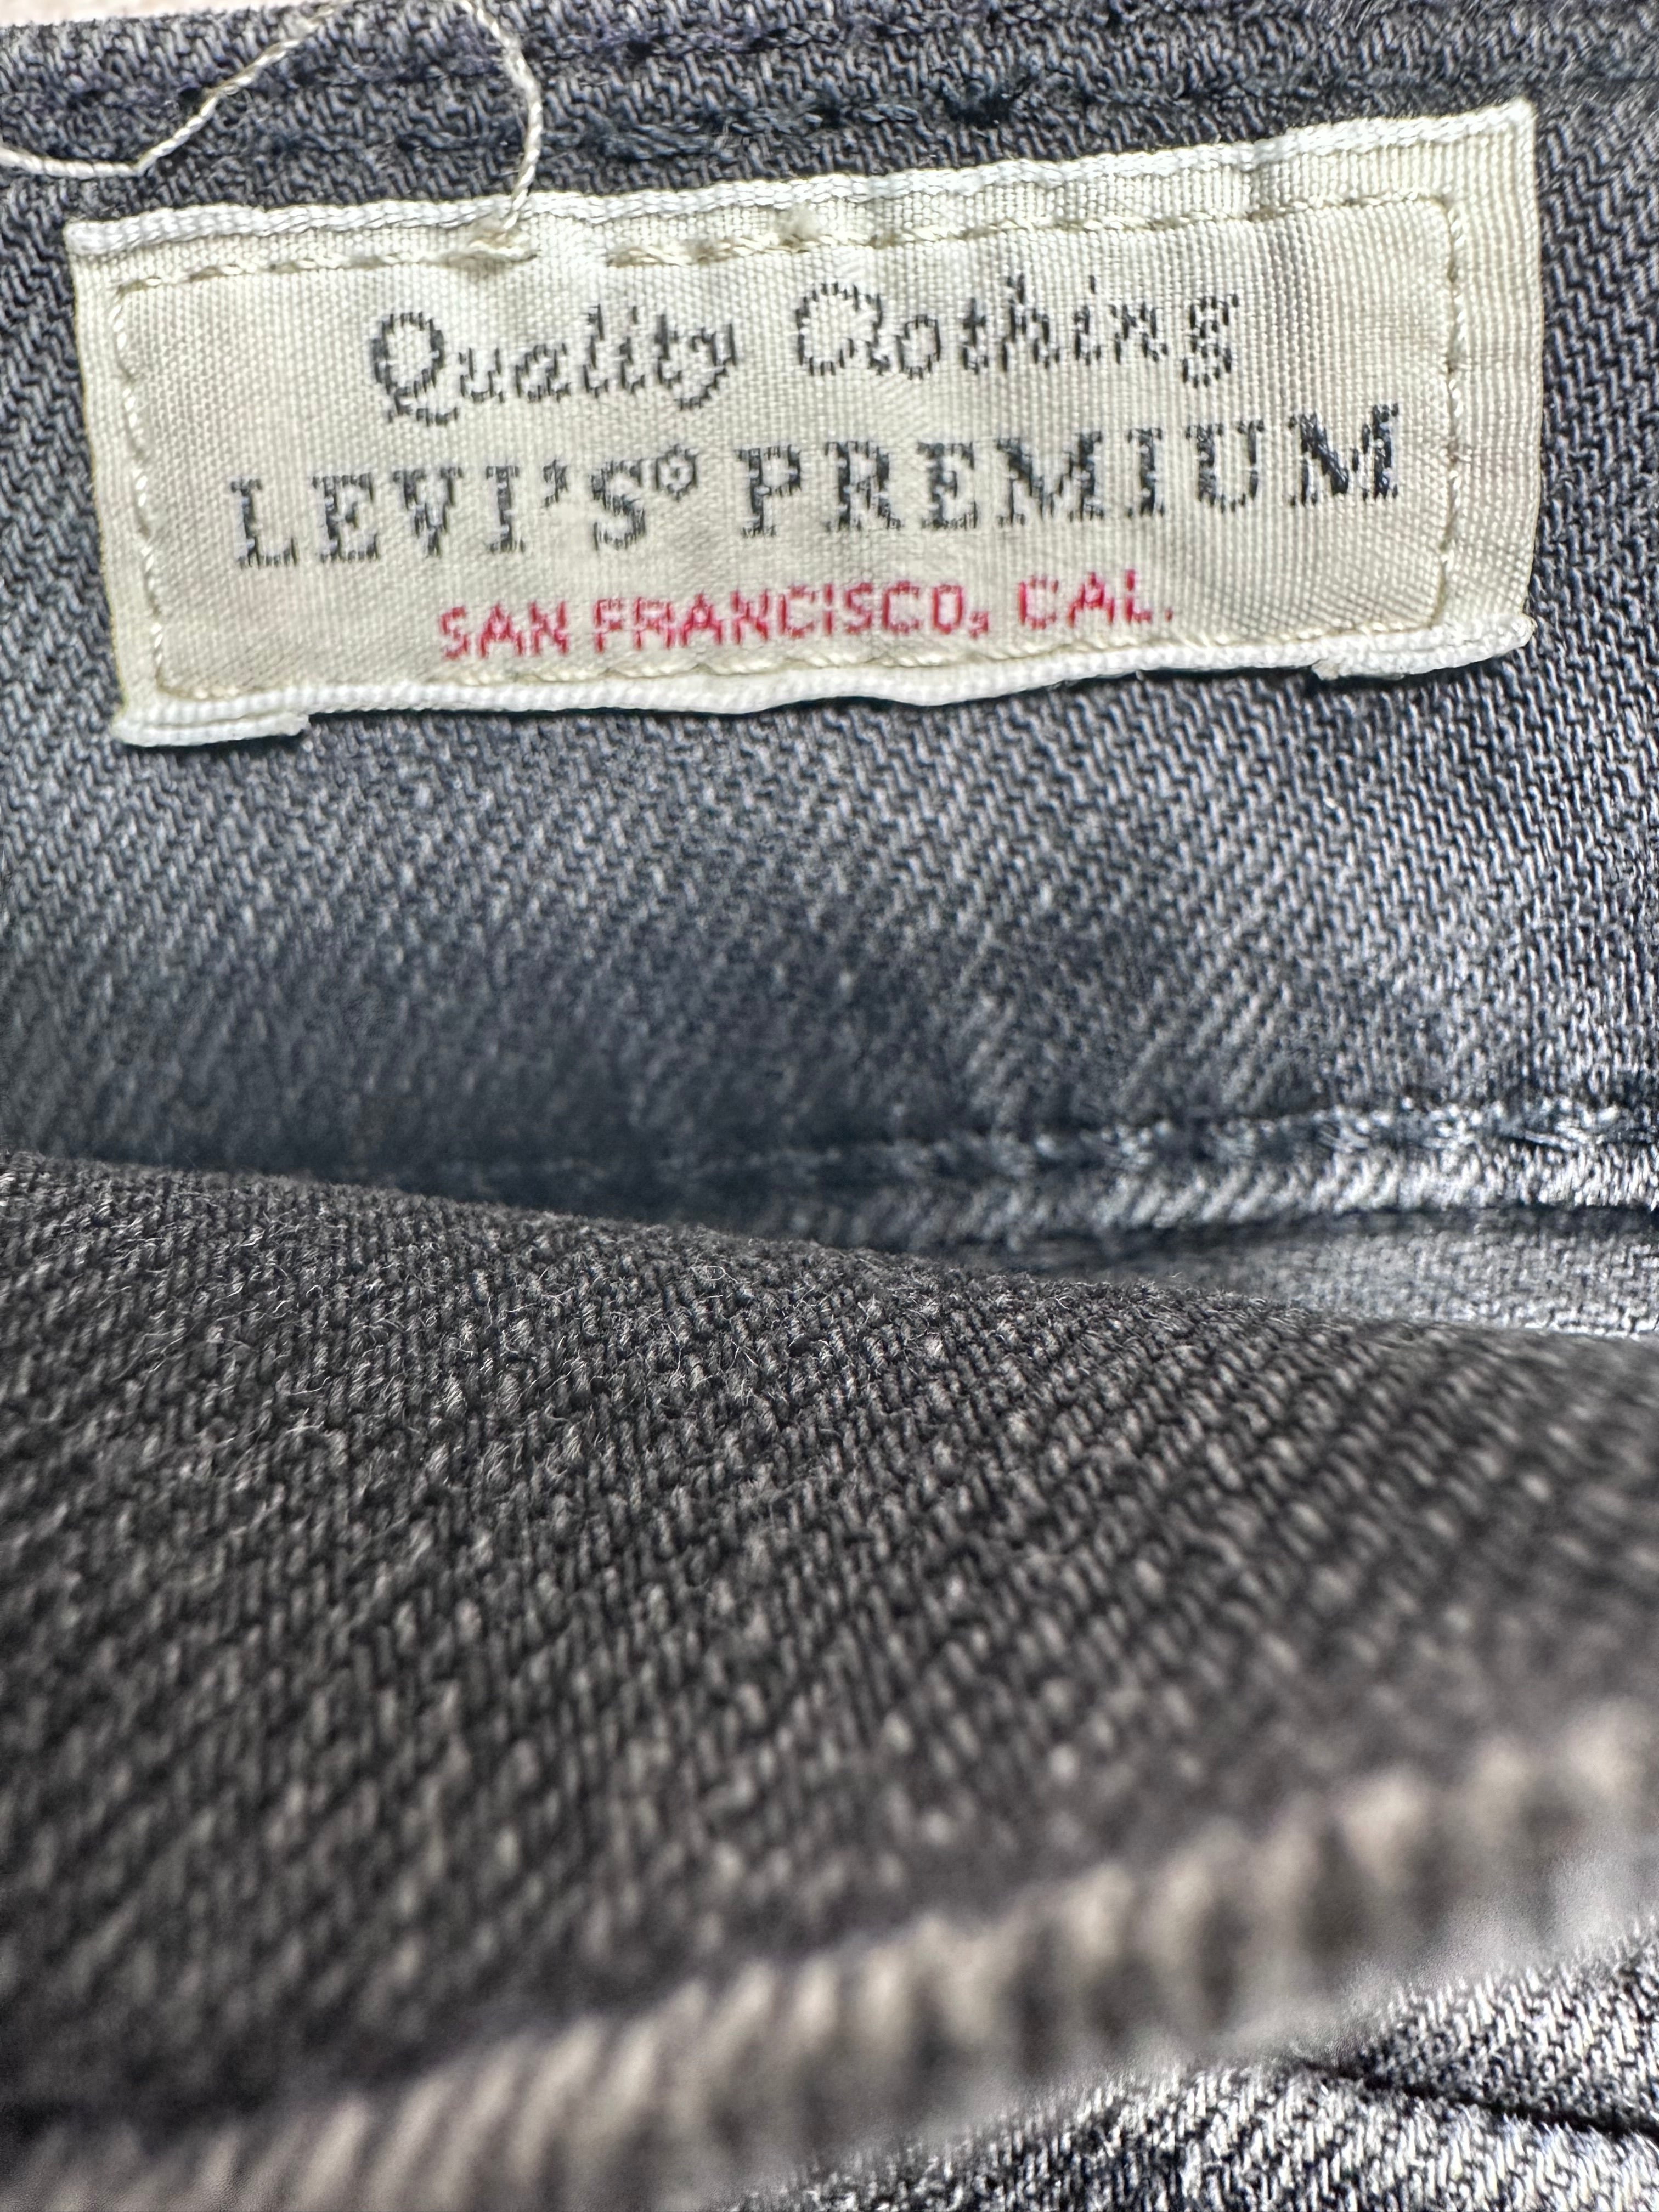 Quality Clothing
LEVI'S® PREMIUM
SAN FRANCISCO, CAL.